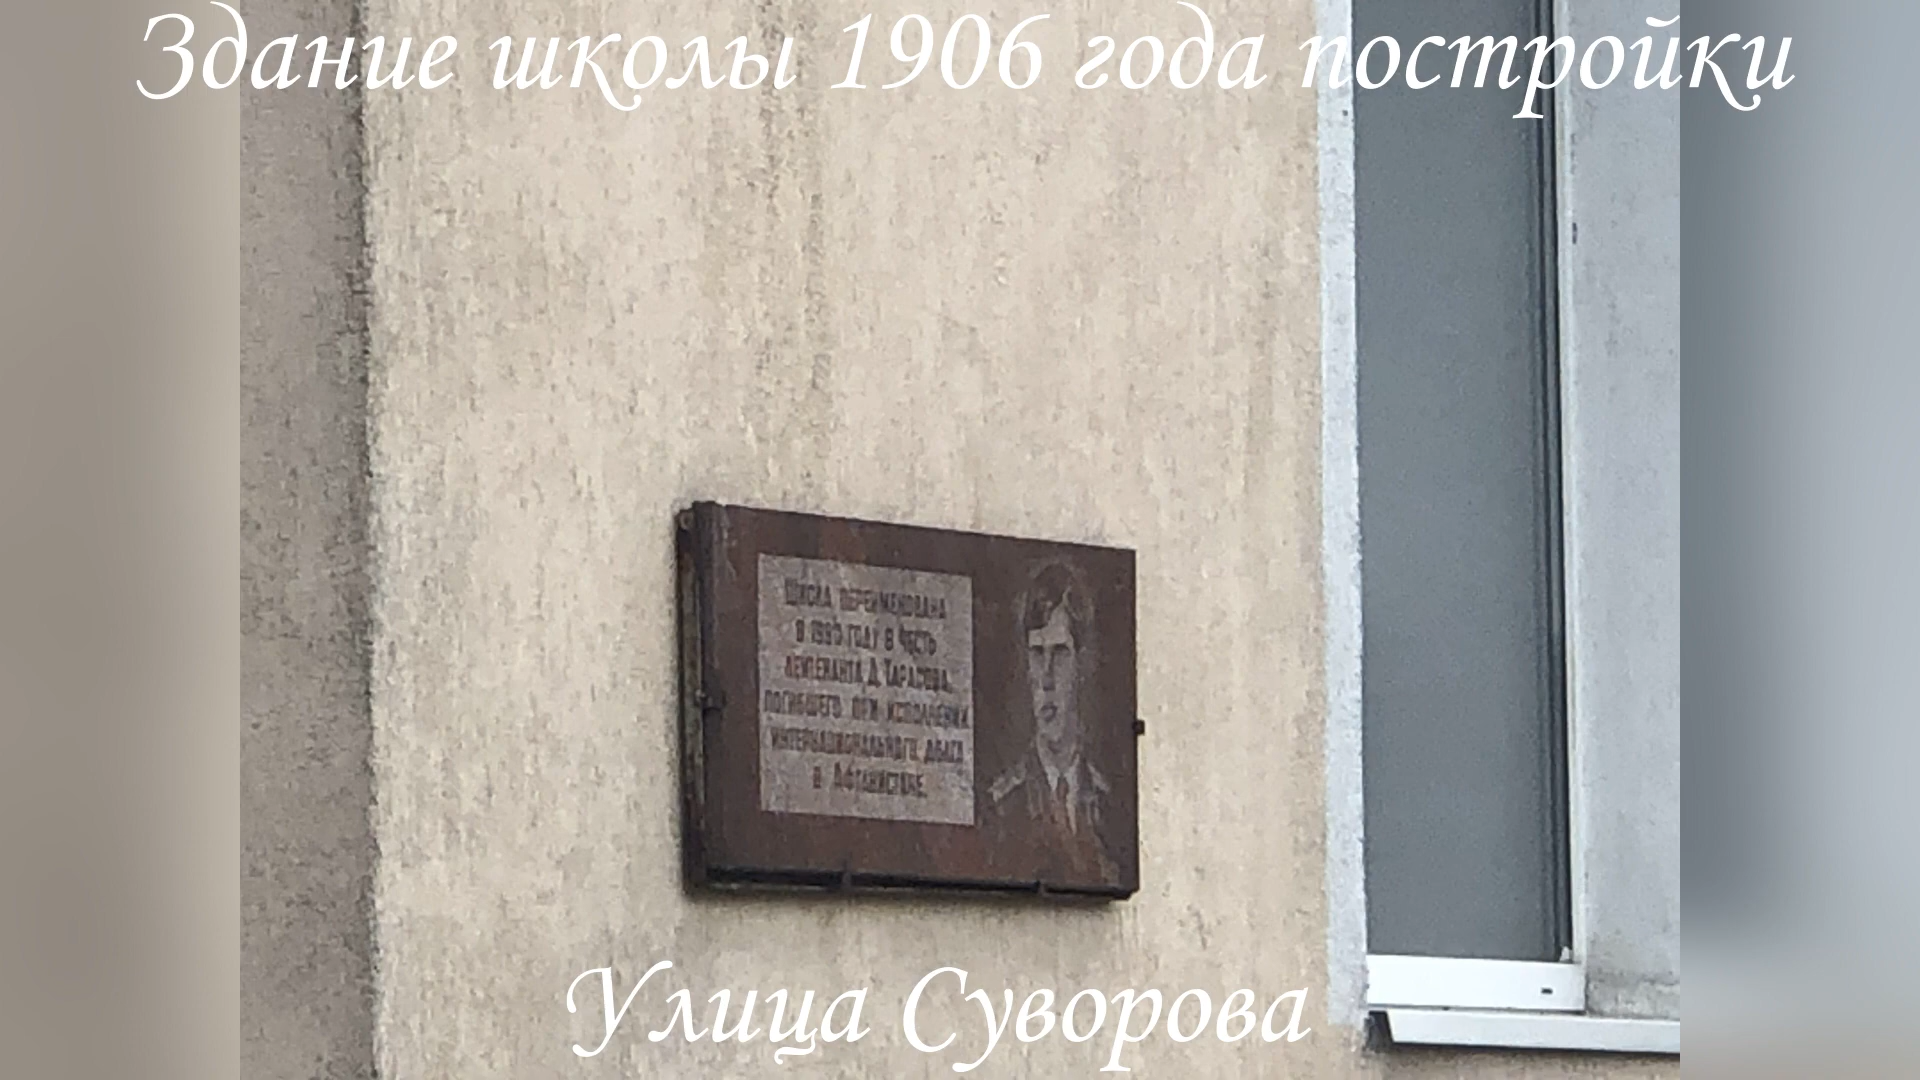 Здание школы 1906 года постройки
Школа переименована
в 1990 году в честь
лейтенанта Д. Тарасова,
погибшего при исполнении
интернационального долга
в Афганистане.
Улица Суворова